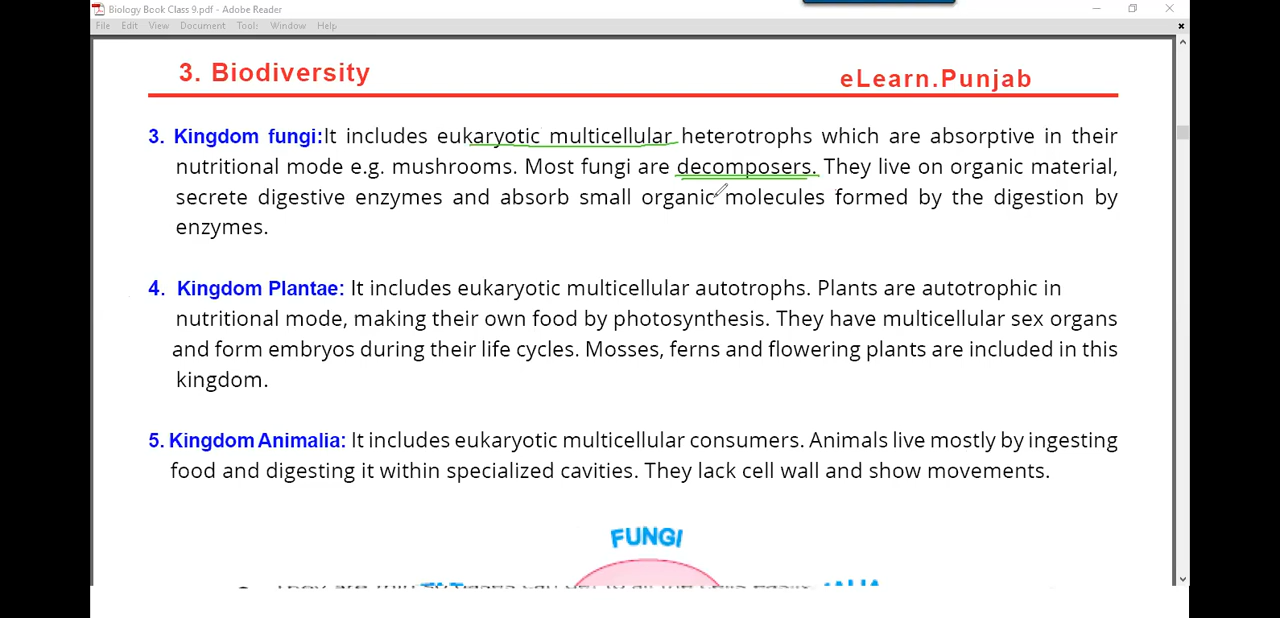 Biology Book Class 9.pdf - Adobe Reader
File Edit View Document Tools Window Help
3. Biodiversity
eLearn.Punjab
3. Kingdom fungi:It includes eukaryotic multicellular heterotrophs which are absorptive in their
nutritional mode e.g. mushrooms. Most fungi are decomposers. They live on organic material,
secrete digestive enzymes and absorb small organic molecules formed by the digestion by
enzymes.
4. Kingdom Plantae: It includes eukaryotic multicellular autotrophs. Plants are autotrophic in
nutritional mode, making their own food by photosynthesis. They have multicellular sex organs
and form embryos during their life cycles. Mosses, ferns and flowering plants are included in this
kingdom.
5. Kingdom Animalia: It includes eukaryotic multicellular consumers. Animals live mostly by ingesting
food and digesting it within specialized cavities. They lack cell wall and show movements.
FUNGI